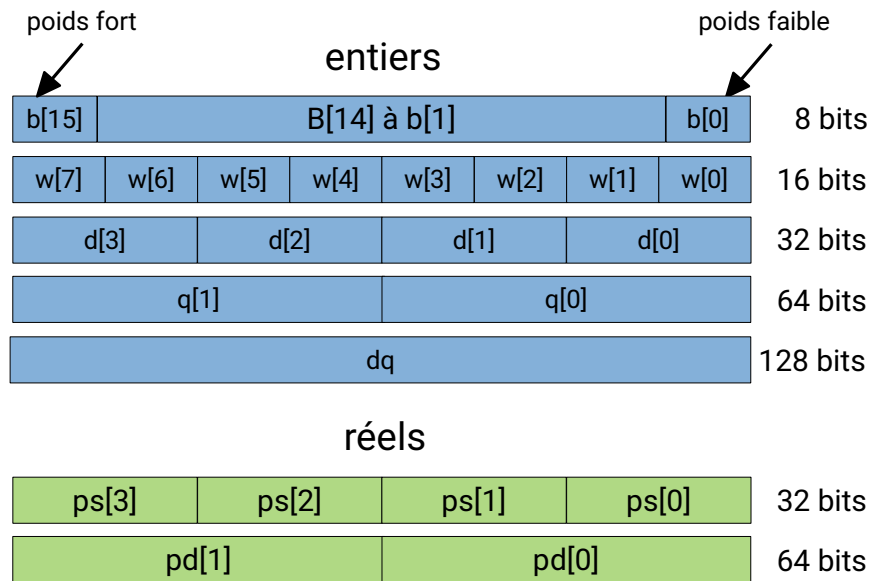 poids fort
poids faible
entiers
b[15] B[14] à b[1] b[0] 8 bits
w[7] w[6] w[5] w[4] w[3] w[2] w[1] w[0] 16 bits
d[3] d[2] d[1] d[0] 32 bits
q[1] q[0] 64 bits
dq 128 bits
réels
ps[3] ps[2] ps[1] ps[0] 32 bits
pd[1] pd[0] 64 bits